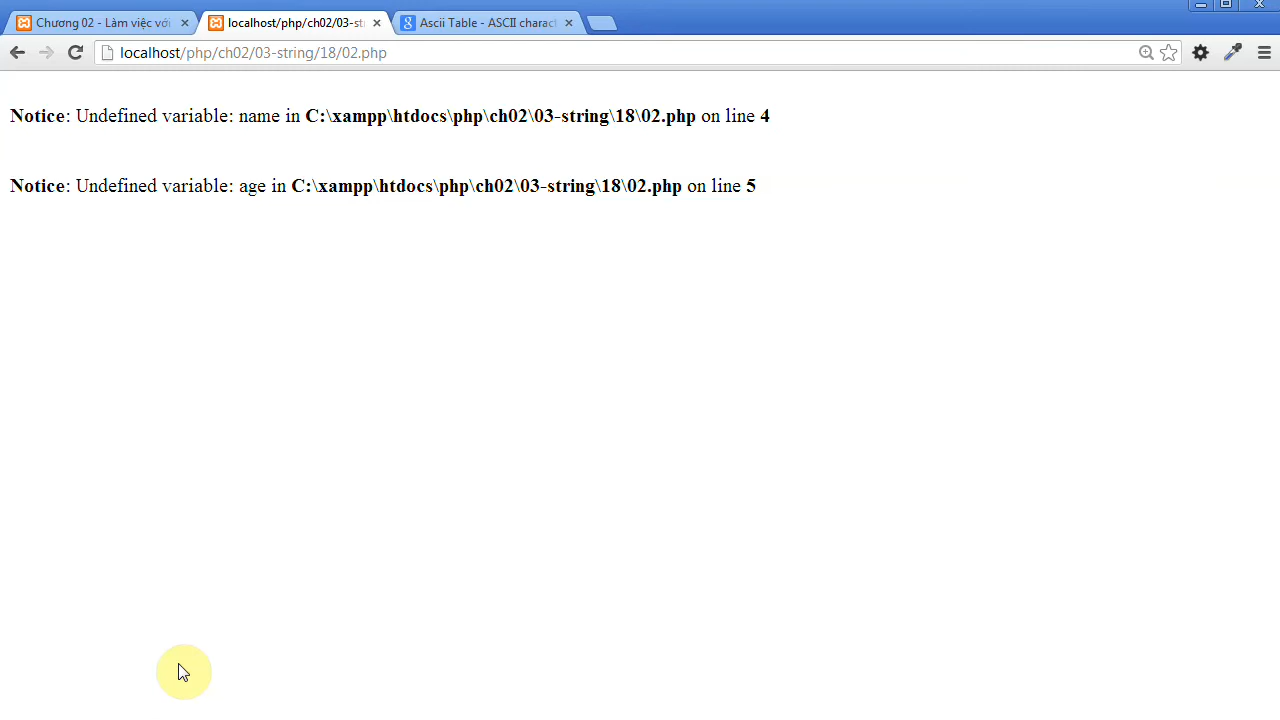 Chương 02 - Làm việc với
localhost/php/ch02/03-st
Ascii Table - ASCII charac
localhost/php/ch02/03-string/18/02.php
Notice: Undefined variable: name in C:\xampp\htdocs\php\ch02\03-string\18\02.php on line 4
Notice: Undefined variable: age in C:\xampp\htdocs\php\ch02\03-string\18\02.php on line 5